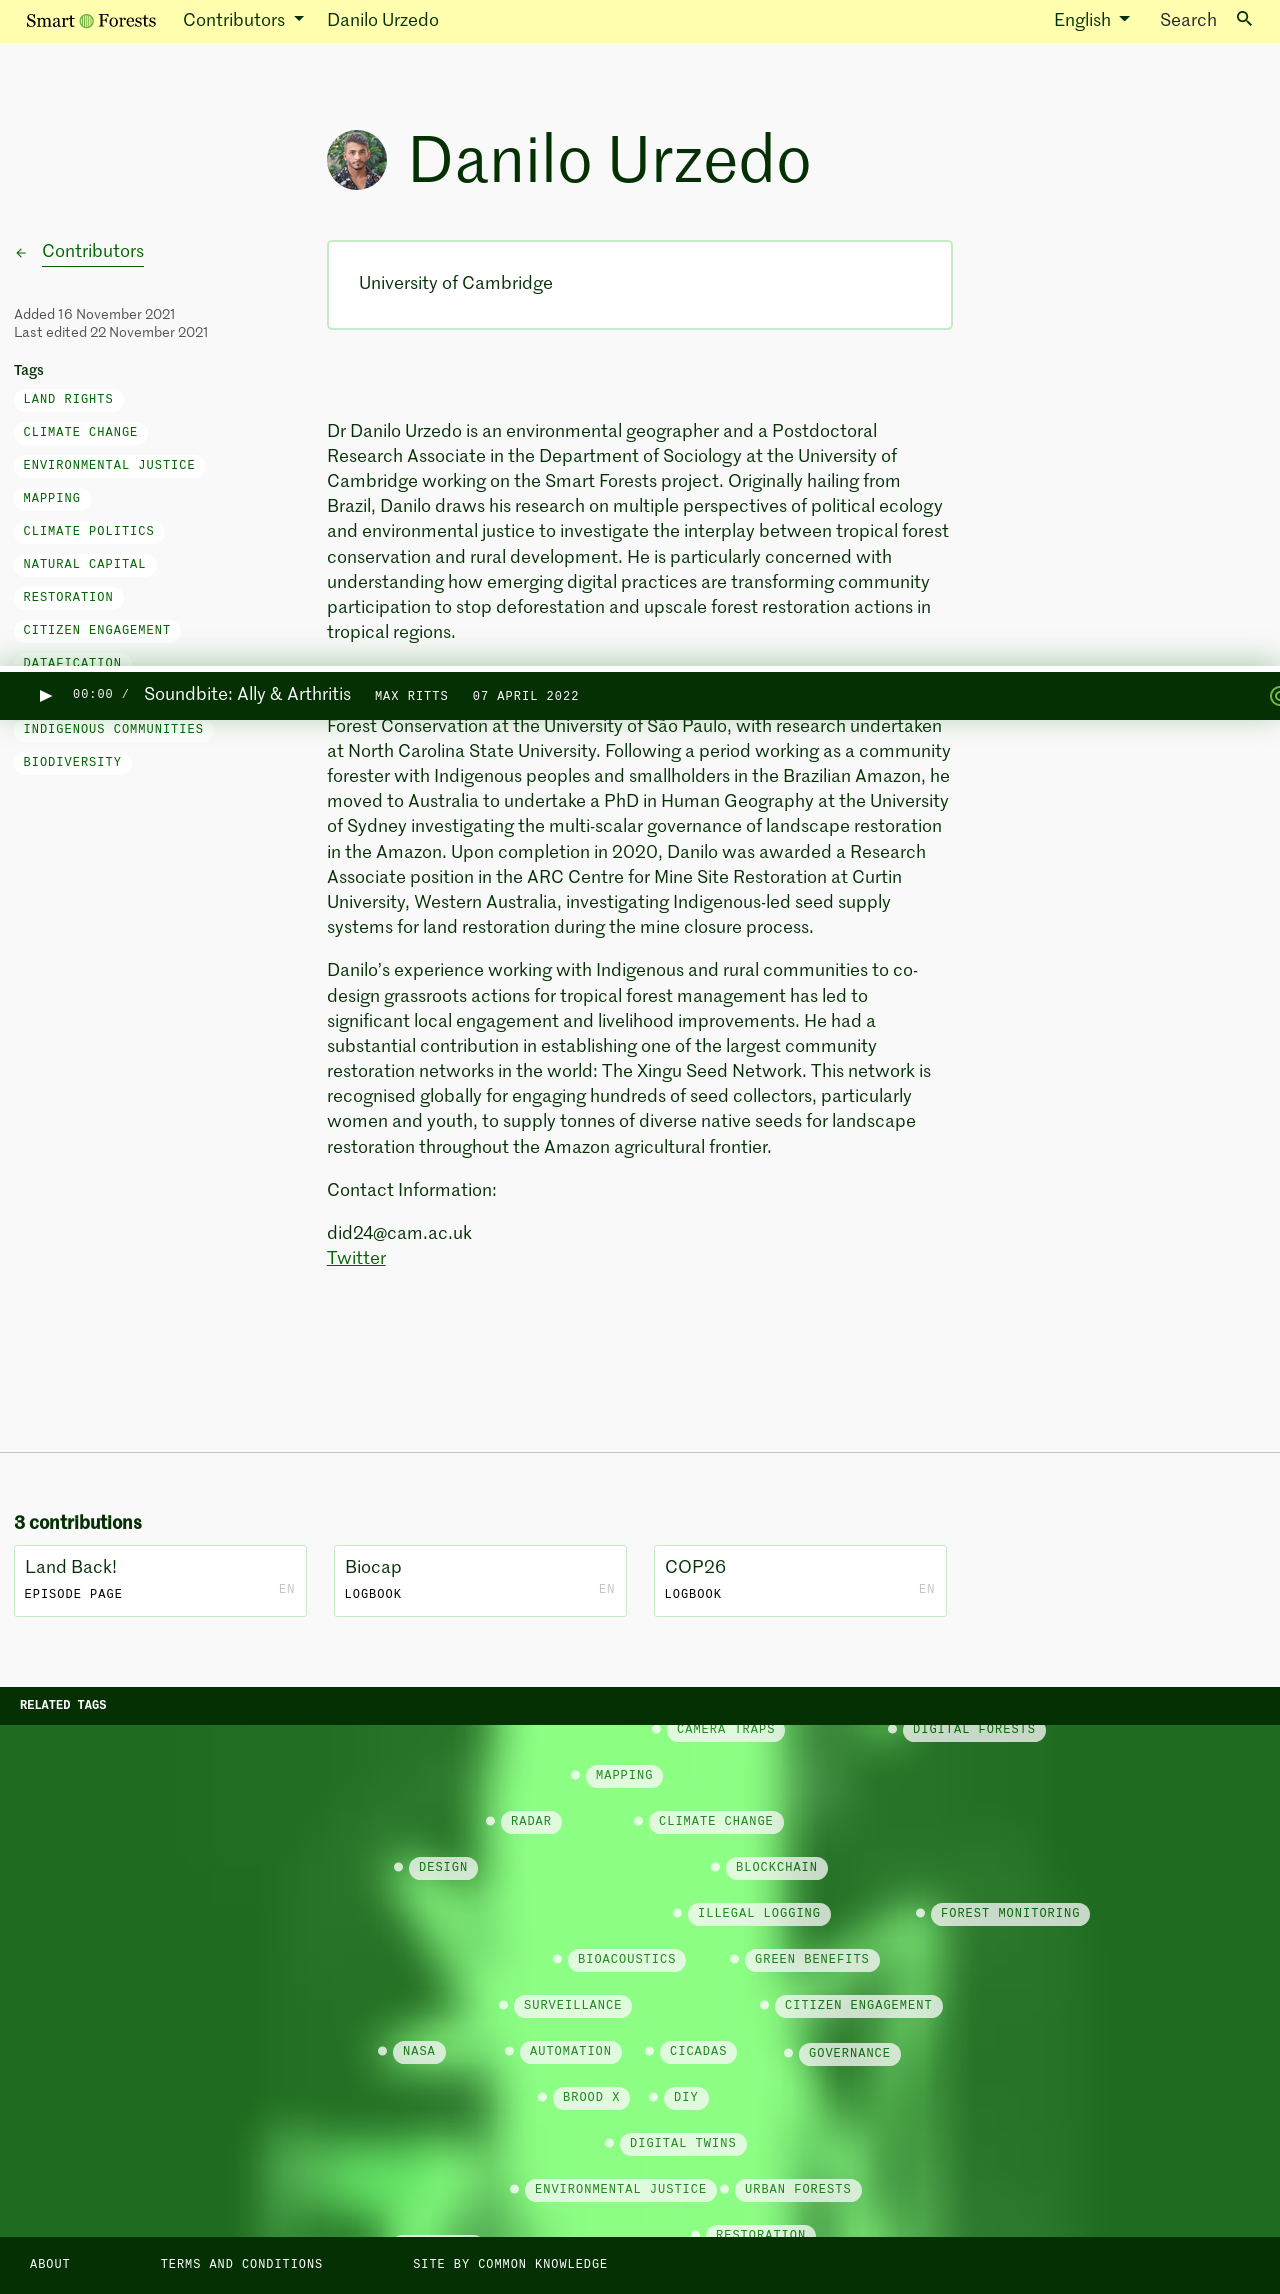 Smart Forests Contributors Danilo Urzedo English Search
Danilo Urzedo
Contributors
University of Cambridge
Added 16 November 2021
Last edited 22 November 2021
Tags
LAND RIGHTS
CLIMATE CHANGE
ENVIRONMENTAL JUSTICE
MAPPING
CLIMATE POLITICS
NATURAL CAPITAL
RESTORATION
CITIZEN ENGAGEMENT
DATAFICATION
Dr Danilo Urzedo is an environmental geographer and a Postdoctoral
Research Associate in the Department of Sociology at the University of
Cambridge working on the Smart Forests project. Originally hailing from
Brazil, Danilo draws his research on multiple perspectives of political ecology
and environmental justice to investigate the interplay between tropical forest
conservation and rural development. He is particularly concerned with
understanding how emerging digital practices are transforming community
participation to stop deforestation and upscale forest restoration actions in
tropical regions.
00:00 / Soundbite: Ally & Arthritis MAX RITTS 07 APRIL 2022
INDIGENOUS COMMUNITIES
BIODIVERSITY
Forest Conservation at the University of São Paulo, with research undertaken
at North Carolina State University. Following a period working as a community
forester with Indigenous peoples and smallholders in the Brazilian Amazon, he
moved to Australia to undertake a PhD in Human Geography at the University
of Sydney investigating the multi-scalar governance of landscape restoration
in the Amazon. Upon completion in 2020, Danilo was awarded a Research
Associate position in the ARC Centre for Mine Site Restoration at Curtin
University, Western Australia, investigating Indigenous-led seed supply
systems for land restoration during the mine closure process.
Danilo’s experience working with Indigenous and rural communities to co-
design grassroots actions for tropical forest management has led to
significant local engagement and livelihood improvements. He had a
substantial contribution in establishing one of the largest community
restoration networks in the world: The Xingu Seed Network. This network is
recognised globally for engaging hundreds of seed collectors, particularly
women and youth, to supply tonnes of diverse native seeds for landscape
restoration throughout the Amazon agricultural frontier.
Contact Information:
did24@cam.ac.uk
Twitter
3 contributions
Land Back!
EPISODE PAGE EN
Biocap
LOGBOOK EN
COP26
LOGBOOK EN
RELATED TAGS
CAMERA TRAPS DIGITAL FORESTS
MAPPING
RADAR CLIMATE CHANGE
DESIGN BLOCKCHAIN
ILLEGAL LOGGING FOREST MONITORING
BIOACOUSTICS GREEN BENEFITS
SURVEILLANCE CITIZEN ENGAGEMENT
NASA AUTOMATION CICADAS GOVERNANCE
BROOD X DIY
DIGITAL TWINS
ENVIRONMENTAL JUSTICE URBAN FORESTS
RESTORATION
ABOUT TERMS AND CONDITIONS SITE BY COMMON KNOWLEDGE